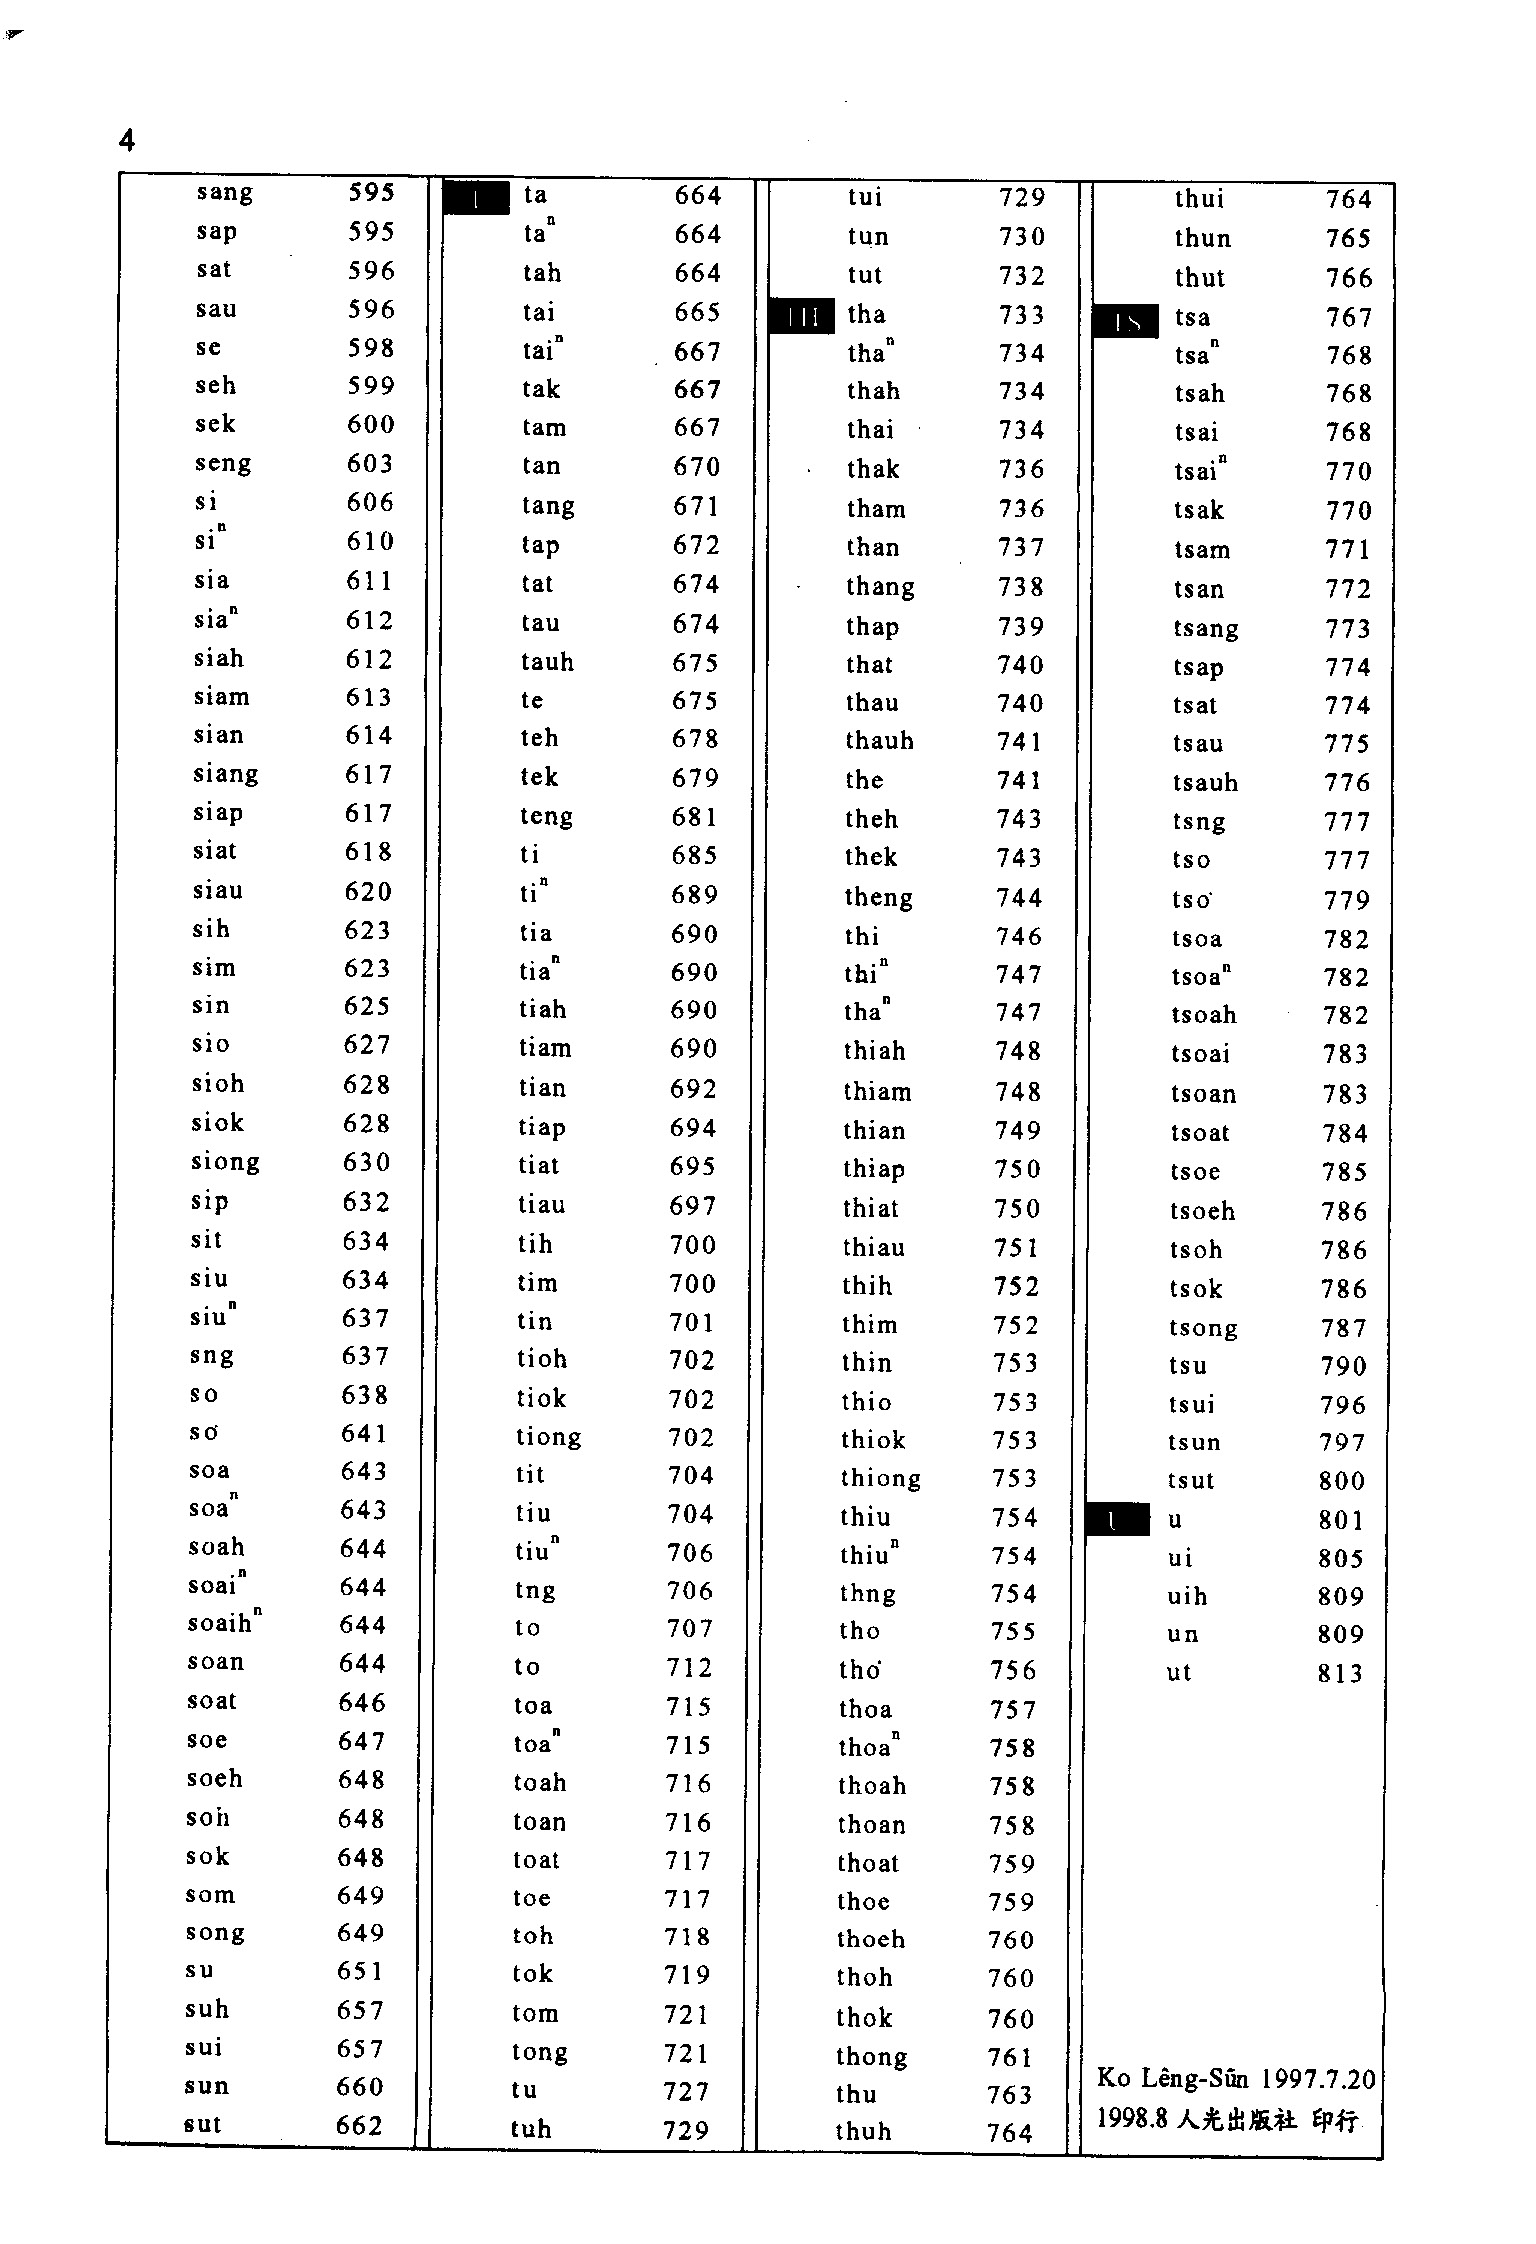 4
sang 595
sap 595
sat 596
sau 596
se 598
seh 599
sek 600
seng 603
si 606
siⁿ 610
sia 611
siaⁿ 612
siah 612
siam 613
sian 614
siang 617
siap 617
siat 618
siau 620
sih 623
sim 623
sin 625
sio 627
sioh 628
siok 628
siong 630
sip 632
sit 634
siu 634
siuⁿ 637
sng 637
so 638
so͘ 641
soa 643
soaⁿ 643
soah 644
soaiⁿ 644
soaihⁿ 644
soan 644
soat 646
soe 647
soeh 648
soh 648
sok 648
som 649
song 649
su 651
suh 657
sui 657
sun 660
sut 662
T ta 664
taⁿ 664
tah 664
tai 665
taiⁿ 667
tak 667
tam 667
tan 670
tang 671
tap 672
tat 674
tau 674
tauh 675
te 675
teh 678
tek 679
teng 681
ti 685
tiⁿ 689
tia 690
tiaⁿ 690
tiah 690
tiam 690
tian 692
tiap 694
tiat 695
tiau 697
tih 700
tim 700
tin 701
tioh 702
tiok 702
tiong 702
tit 704
tiu 704
tiuⁿ 706
tng 706
to 707
to 712
toa 715
toaⁿ 715
toah 716
toan 716
toat 717
toe 717
toh 718
tok 719
tom 721
tong 721
tu 727
tuh 729
tui 729
tun 730
tut 732
TH tha 733
thaⁿ 734
thah 734
thai 734
thak 736
tham 736
than 737
thang 738
thap 739
that 740
thau 740
thauh 741
the 741
theh 743
thek 743
theng 744
thi 746
thiⁿ 747
thaⁿ 747
thiah 748
thiam 748
thian 749
thiap 750
thiat 750
thiau 751
thih 752
thim 752
thin 753
thio 753
thiok 753
thiong 753
thiu 754
thiuⁿ 754
thng 754
tho 755
tho͘ 756
thoa 757
thoaⁿ 758
thoah 758
thoan 758
thoat 759
thoe 759
thoeh 760
thoh 760
thok 760
thong 761
thu 763
thuh 764
thui 764
thun 765
thut 766
TS tsa 767
tsaⁿ 768
tsah 768
tsai 768
tsaiⁿ 770
tsak 770
tsam 771
tsan 772
tsang 773
tsap 774
tsat 774
tsau 775
tsauh 776
tsng 777
tso 777
tso͘ 779
tsoa 782
tsoaⁿ 782
tsoah 782
tsoai 783
tsoan 783
tsoat 784
tsoe 785
tsoeh 786
tsoh 786
tsok 786
tsong 787
tsu 790
tsui 796
tsun 797
tsut 800
U u 801
ui 805
uih 809
un 809
ut 813
Ko Lêng-Sûn 1997.7.20
1998.8 人光出版社 印行